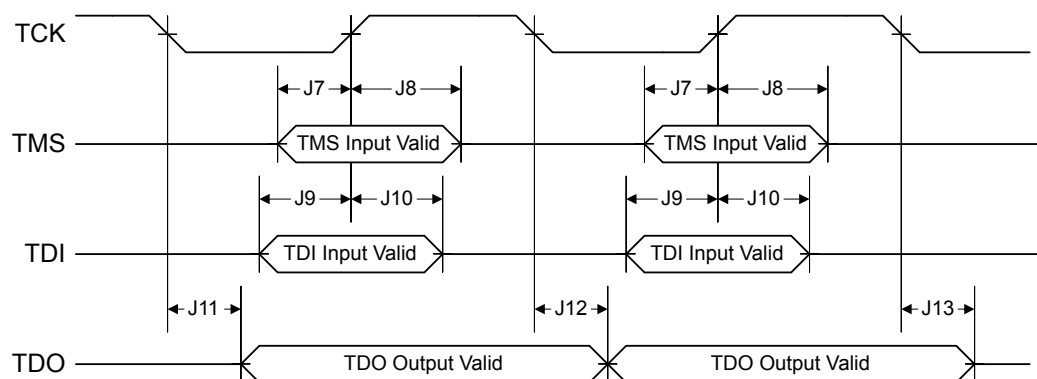 TCK
J7 J8 J7 J8
TMS TMS Input Valid TMS Input Valid
J9 J10 J9 J10
TDI TDI Input Valid TDI Input Valid
J11 J12 J13
TDO TDO Output Valid TDO Output Valid